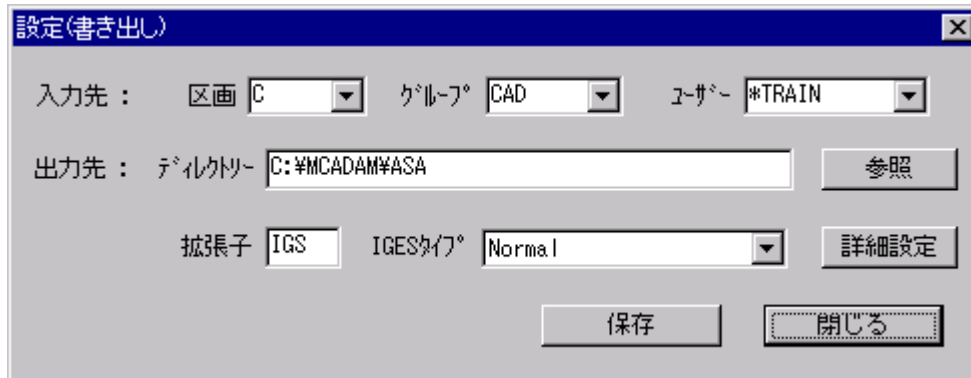 設定(書き出し)
入力先： 区画 C ｸﾞﾙｰﾌﾟ CAD ﾕｰｻﾞｰ *TRAIN
出力先： ﾃﾞｨﾚｸﾄﾘｰ C:¥MCADAM¥ASA 参照
拡張子 IGS IGESﾀｲﾌﾟ Normal 詳細設定
保存 閉じる